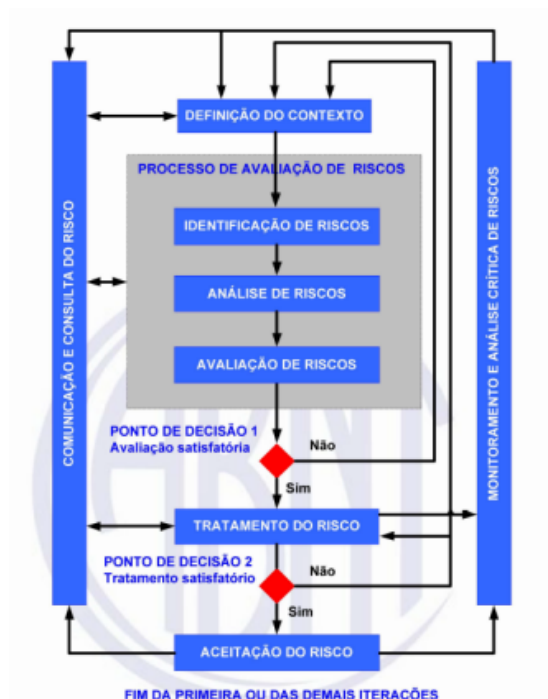 DEFINIÇÃO DO CONTEXTO
PROCESSO DE AVALIAÇÃO DE RISCOS
IDENTIFICAÇÃO DE RISCOS
ANÁLISE DE RISCOS
AVALIAÇÃO DE RISCOS
COMUNICAÇÃO E CONSULTA DO RISCO
MONITORAMENTO E ANÁLISE CRÍTICA DE RISCOS
PONTO DE DECISÃO 1
Avaliação satisfatória
Não
Sim
TRATAMENTO DO RISCO
PONTO DE DECISÃO 2
Tratamento satisfatório
Não
Sim
ACEITAÇÃO DO RISCO
FIM DA PRIMEIRA OU DAS DEMAIS ITERAÇÕES
ABNT